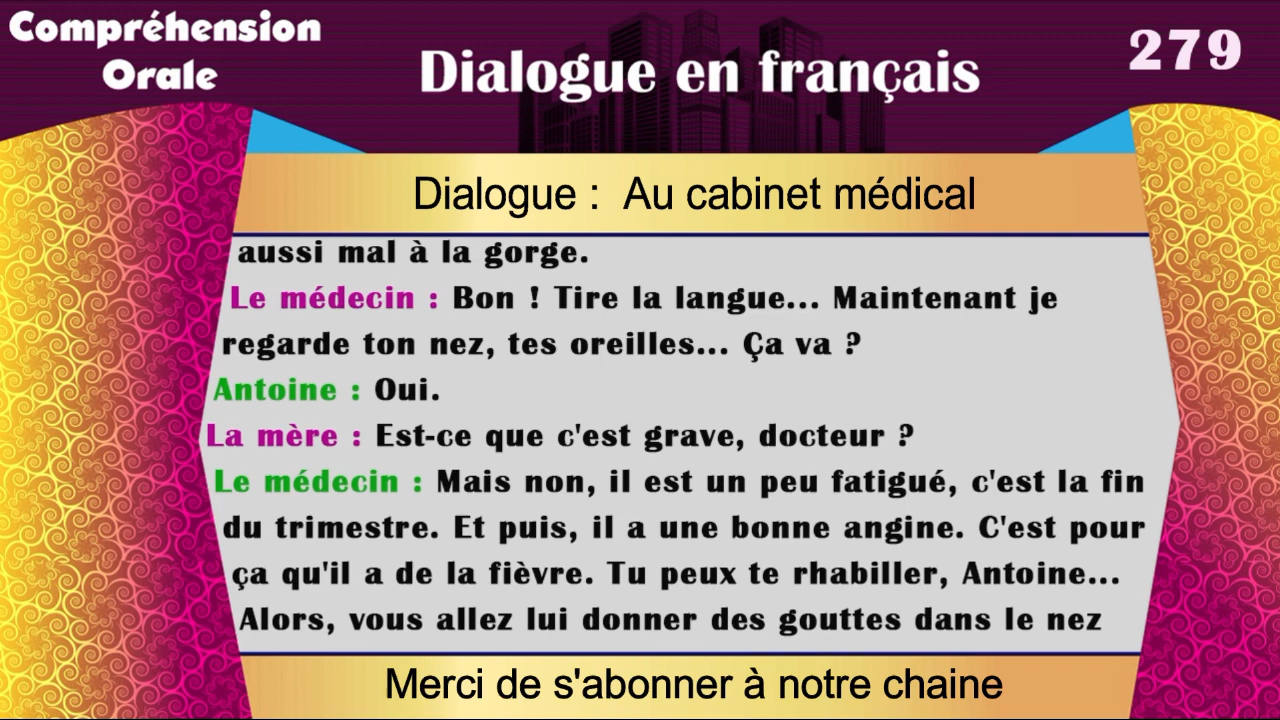 Compréhension
Orale
Dialogue en français
279
Dialogue : Au cabinet médical
aussi mal à la gorge.
Le médecin : Bon ! Tire la langue... Maintenant je
regarde ton nez, tes oreilles... Ça va ?
Antoine : Oui.
La mère : Est-ce que c'est grave, docteur ?
Le médecin : Mais non, il est un peu fatigué, c'est la fin
du trimestre. Et puis, il a une bonne angine. C'est pour
ça qu'il a de la fièvre. Tu peux te rhabiller, Antoine...
Alors, vous allez lui donner des gouttes dans le nez
Merci de s'abonner à notre chaine